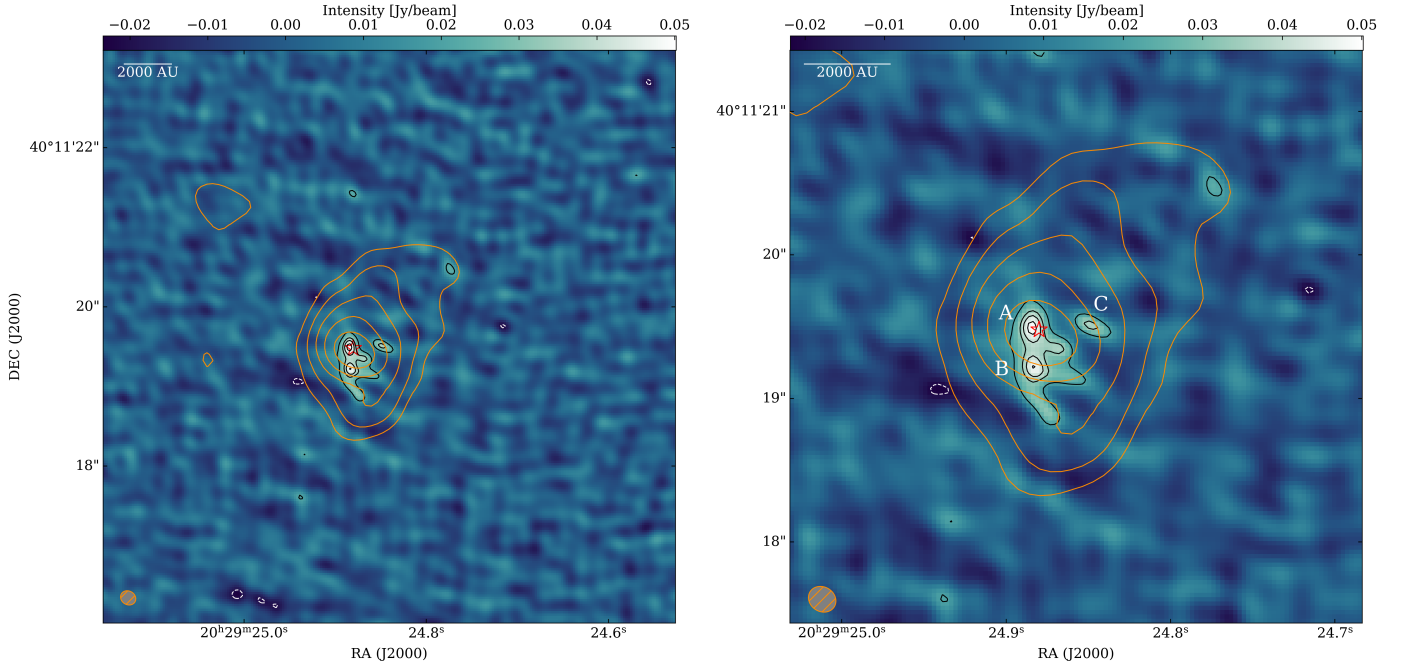 Intensity [Jy/beam]
−0.02 −0.01 0.00 0.01 0.02 0.03 0.04 0.05
2000 AU
40°11'22"
20"
18"
DEC (J2000)
20ʰ29ᵐ25.0ˢ 24.8ˢ 24.6ˢ
RA (J2000)
Intensity [Jy/beam]
−0.02 −0.01 0.00 0.01 0.02 0.03 0.04 0.05
2000 AU
40°11'21"
20"
19"
18"
A
C
B
20ʰ29ᵐ25.0ˢ 24.9ˢ 24.8ˢ 24.7ˢ
RA (J2000)